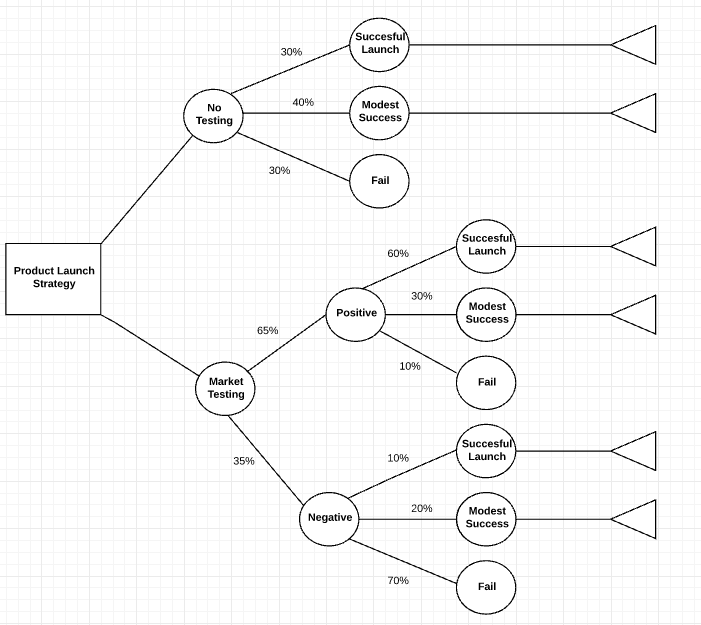 Succesful
Launch
30%
No
Testing
40%
Modest
Success
30%
Fail
Product Launch
Strategy
Succesful
Launch
60%
65%
Positive
30%
Modest
Success
10%
Fail
Market
Testing
35%
Succesful
Launch
10%
Negative
20%
Modest
Success
70%
Fail